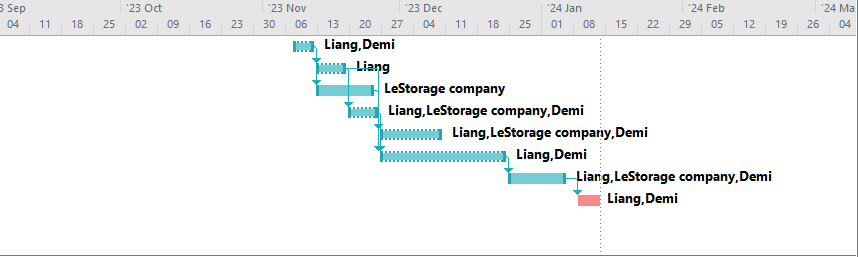 3 Sep '23 Oct '23 Nov '23 Dec '24 Jan '24 Feb '24 Ma
04 11 18 25 02 09 16 23 30 06 13 20 27 04 11 18 25 01 08 15 22 29 05 12 19 26 04
Liang,Demi
Liang
LeStorage company
Liang,LeStorage company,Demi
Liang,LeStorage company,Demi
Liang,Demi
Liang,LeStorage company,Demi
Liang,Demi